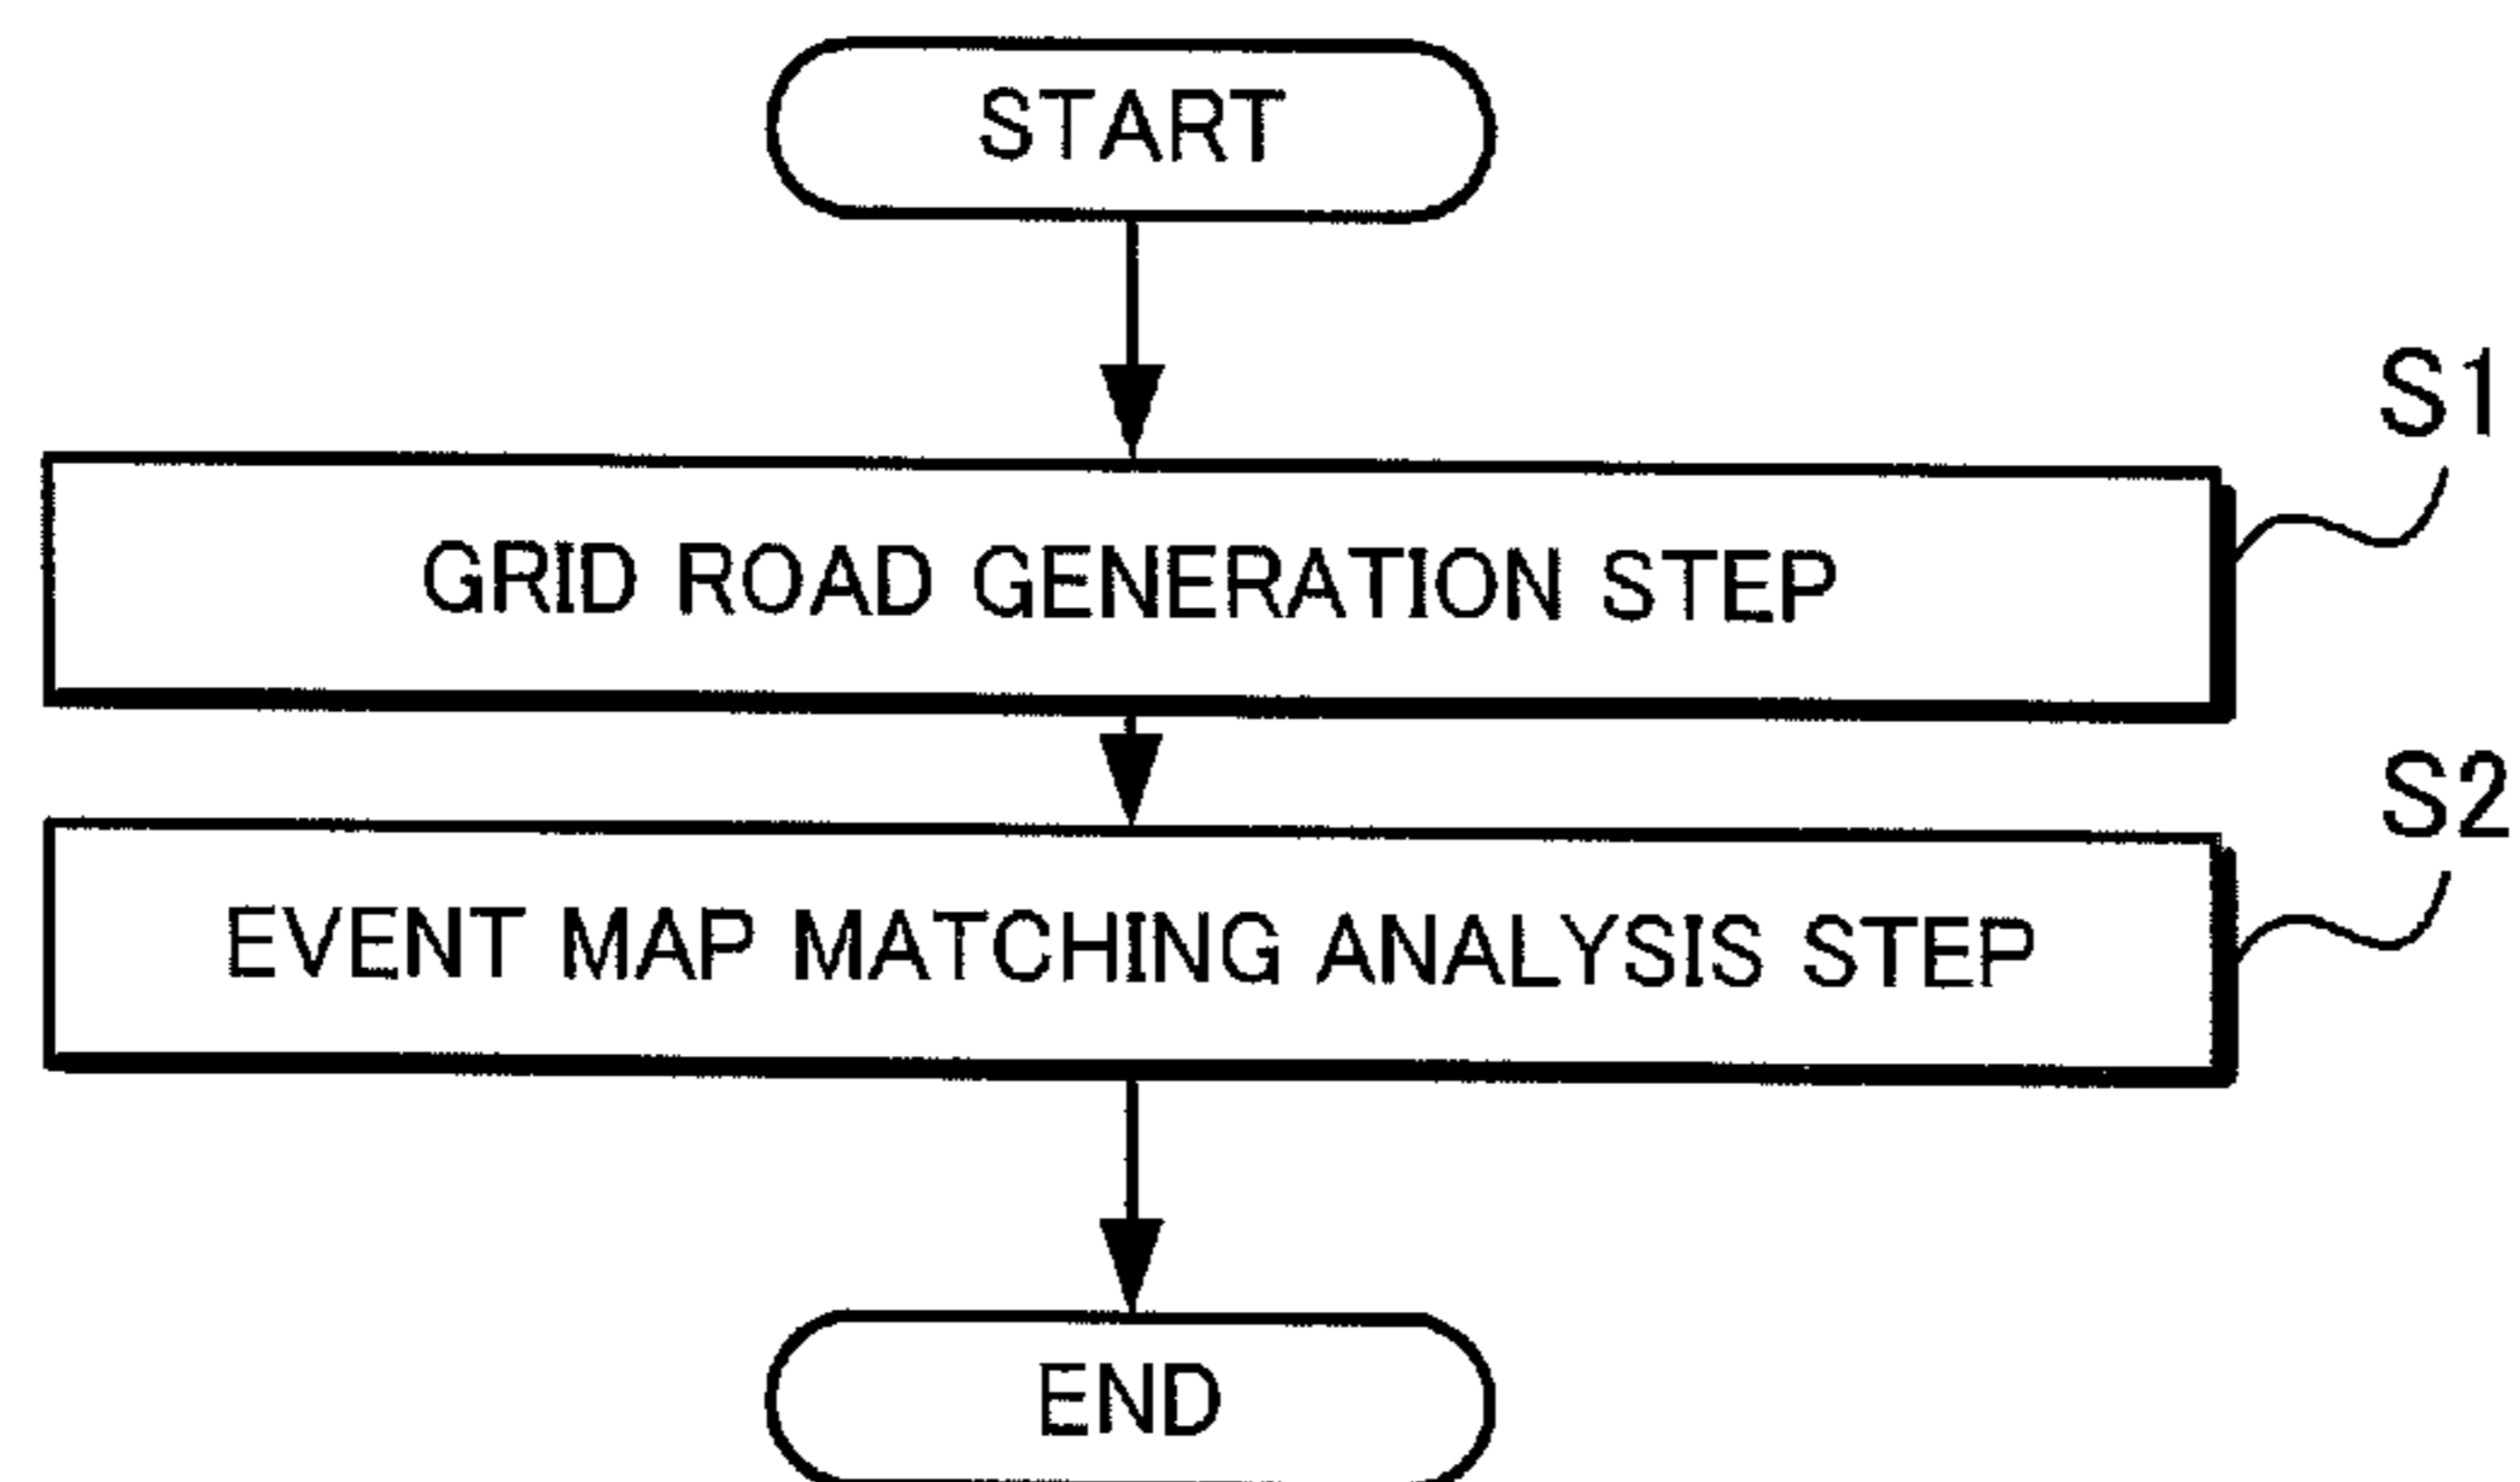 START
S1
GRID ROAD GENERATION STEP
S2
EVENT MAP MATCHING ANALYSIS STEP
END